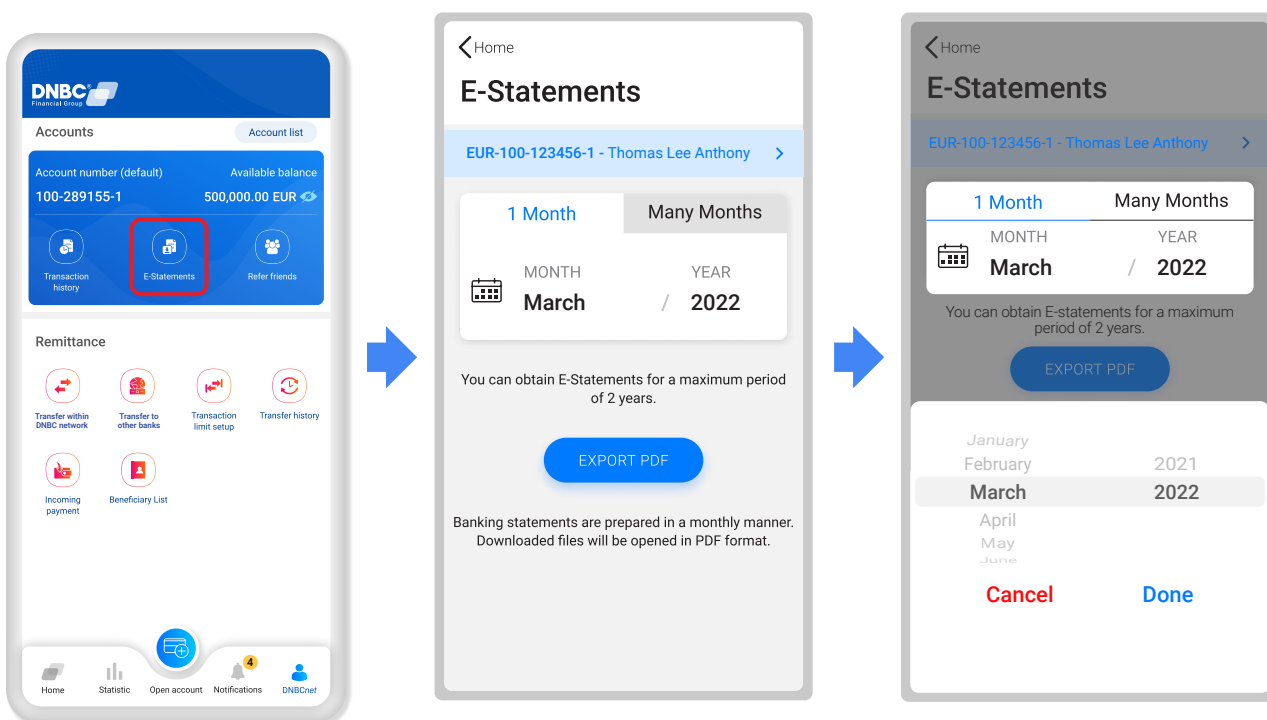 DNBC
Financial Group
Accounts
Account list
Account number (default)
Available balance
100-289155-1
500,000.00 EUR
Transaction
history
E-Statements
Refer friends
Remittance
Transfer within
DNBC network
Transfer to
other banks
Transaction
limit setup
Transfer history
Incoming
payment
Beneficiary List
Home
Statistic
Open account
4
Notifications
DNBCnet
Home
E-Statements
EUR-100-123456-1 - Thomas Lee Anthony
1 Month
Many Months
MONTH
YEAR
March / 2022
You can obtain E-Statements for a maximum period
of 2 years.
EXPORT PDF
Banking statements are prepared in a monthly manner.
Downloaded files will be opened in PDF format.
Home
E-Statements
EUR-100-123456-1 - Thomas Lee Anthony
1 Month
Many Months
MONTH
YEAR
March / 2022
You can obtain E-statements for a maximum
period of 2 years.
EXPORT PDF
January
February 2021
March 2022
April
May
June
Cancel
Done